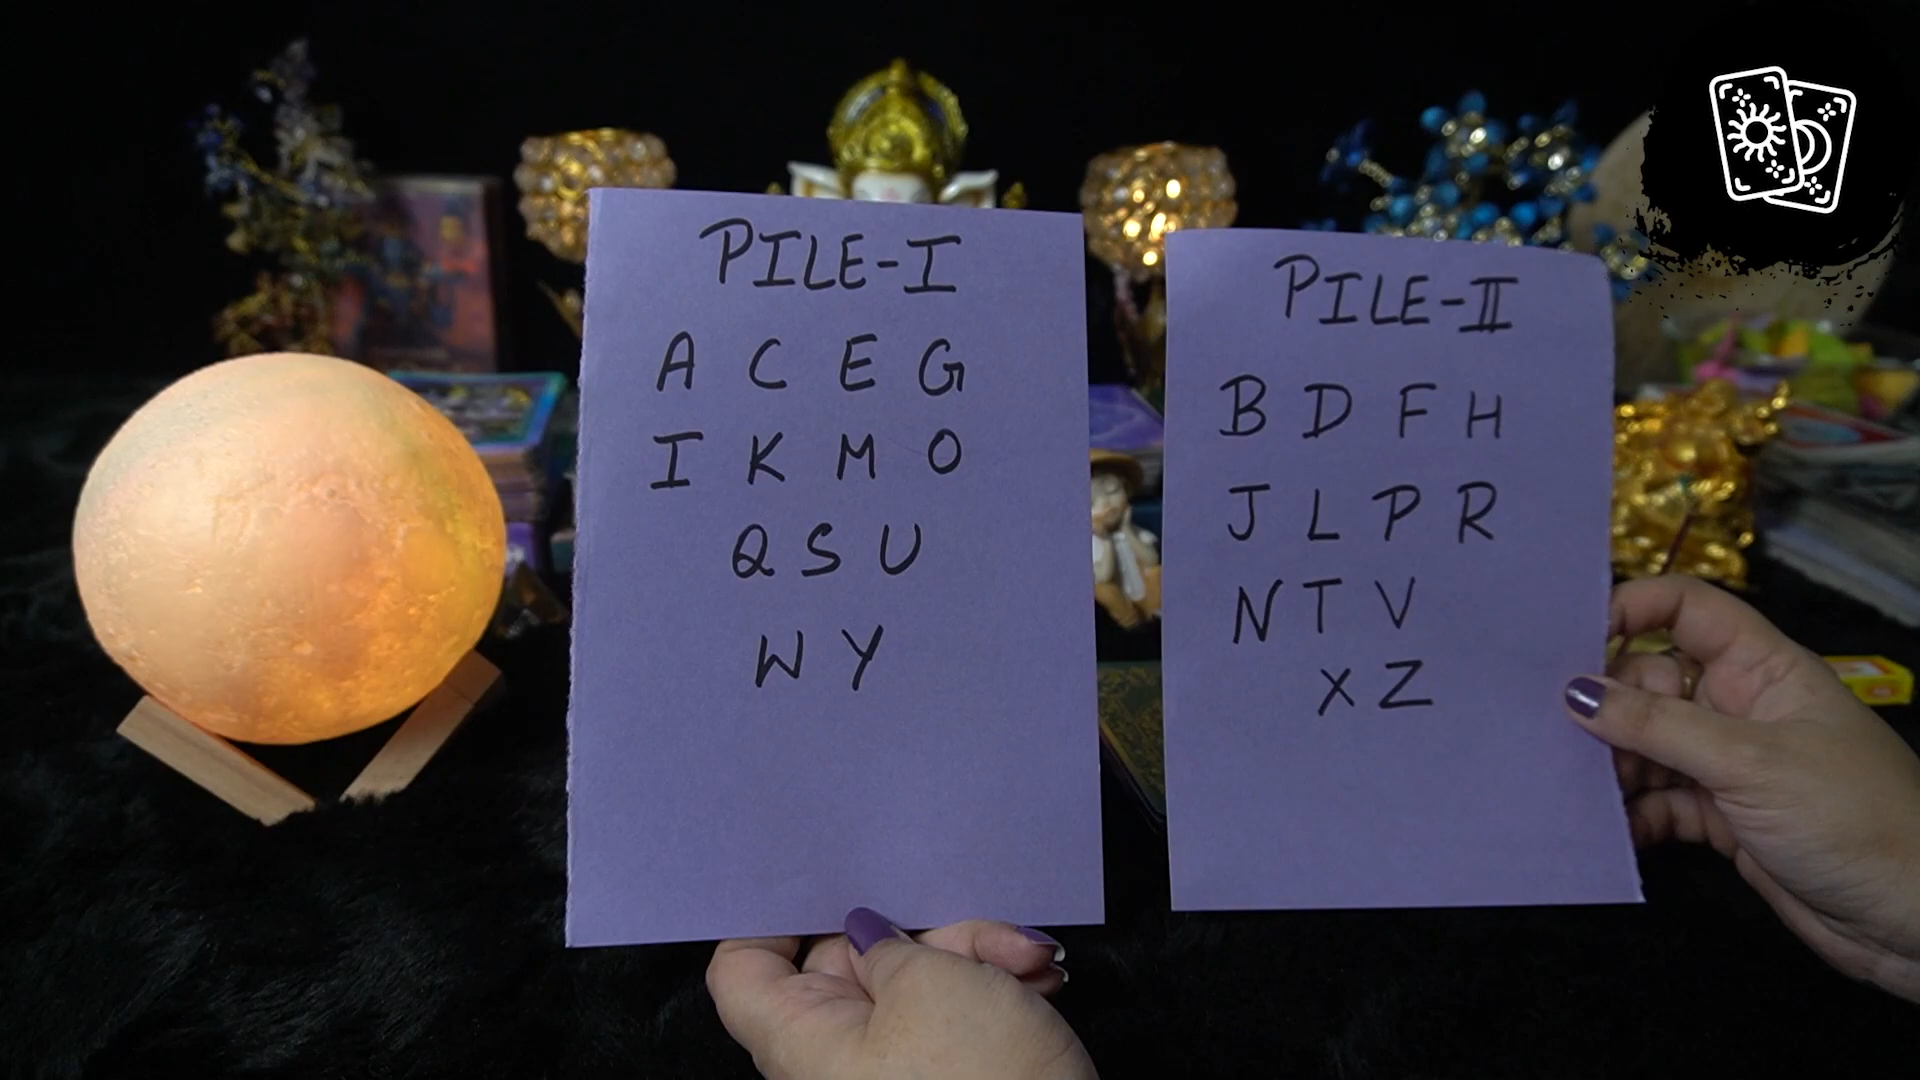 PILE-I
A C E G
I K M O
Q S U
W Y
PILE-II
B D F H
J L P R
N T V
X Z